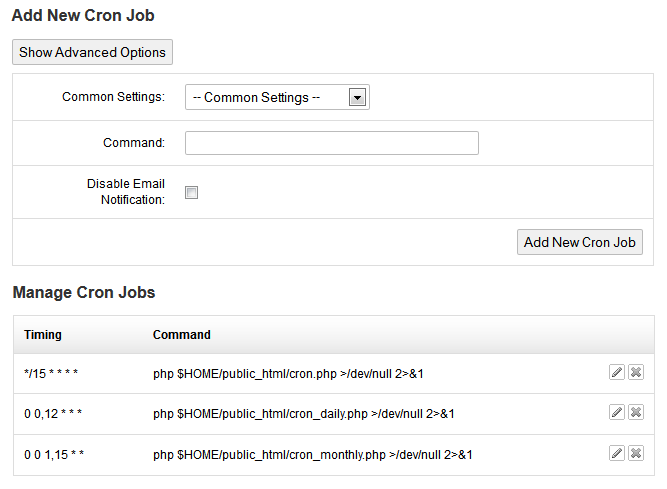 Add New Cron Job
Show Advanced Options
Common Settings: -- Common Settings --
Command:
Disable Email
Notification:
Add New Cron Job
Manage Cron Jobs
Timing Command
*/15 * * * * php $HOME/public_html/cron.php >/dev/null 2>&1
0 0,12 * * * php $HOME/public_html/cron_daily.php >/dev/null 2>&1
0 0 1,15 * * php $HOME/public_html/cron_monthly.php >/dev/null 2>&1